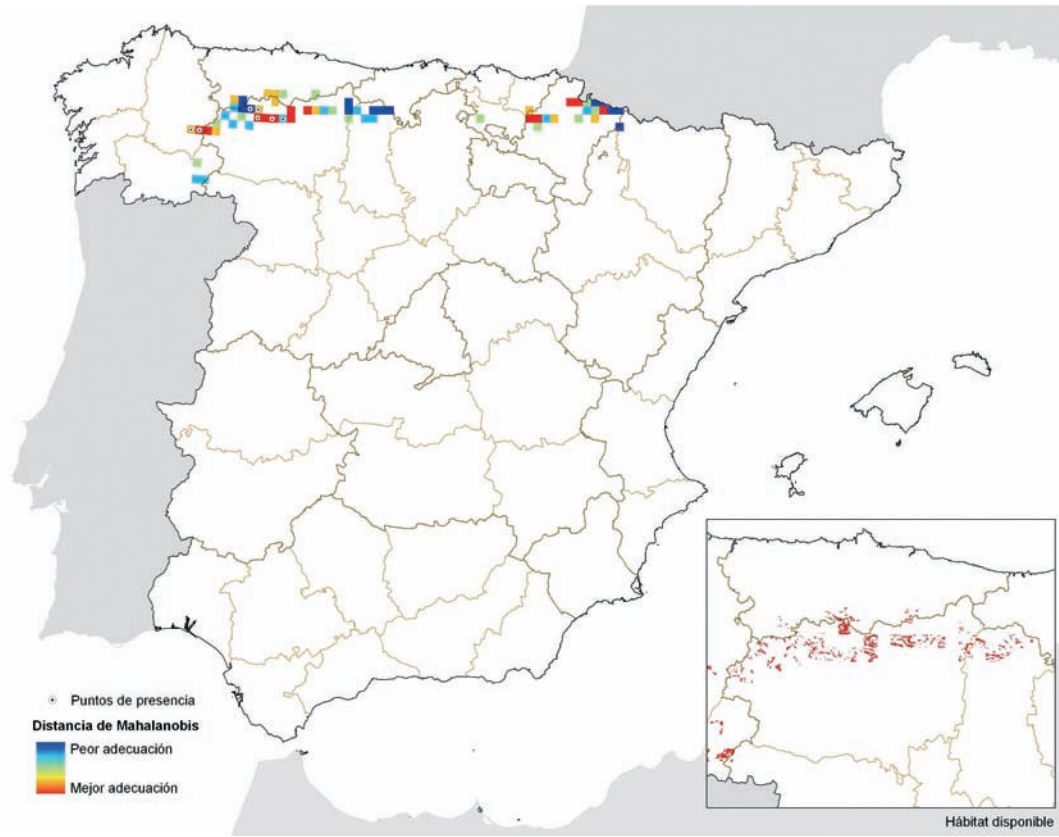 Puntos de presencia
Distancia de Mahalanobis
Peor adecuación
Mejor adecuación
Hábitat disponible